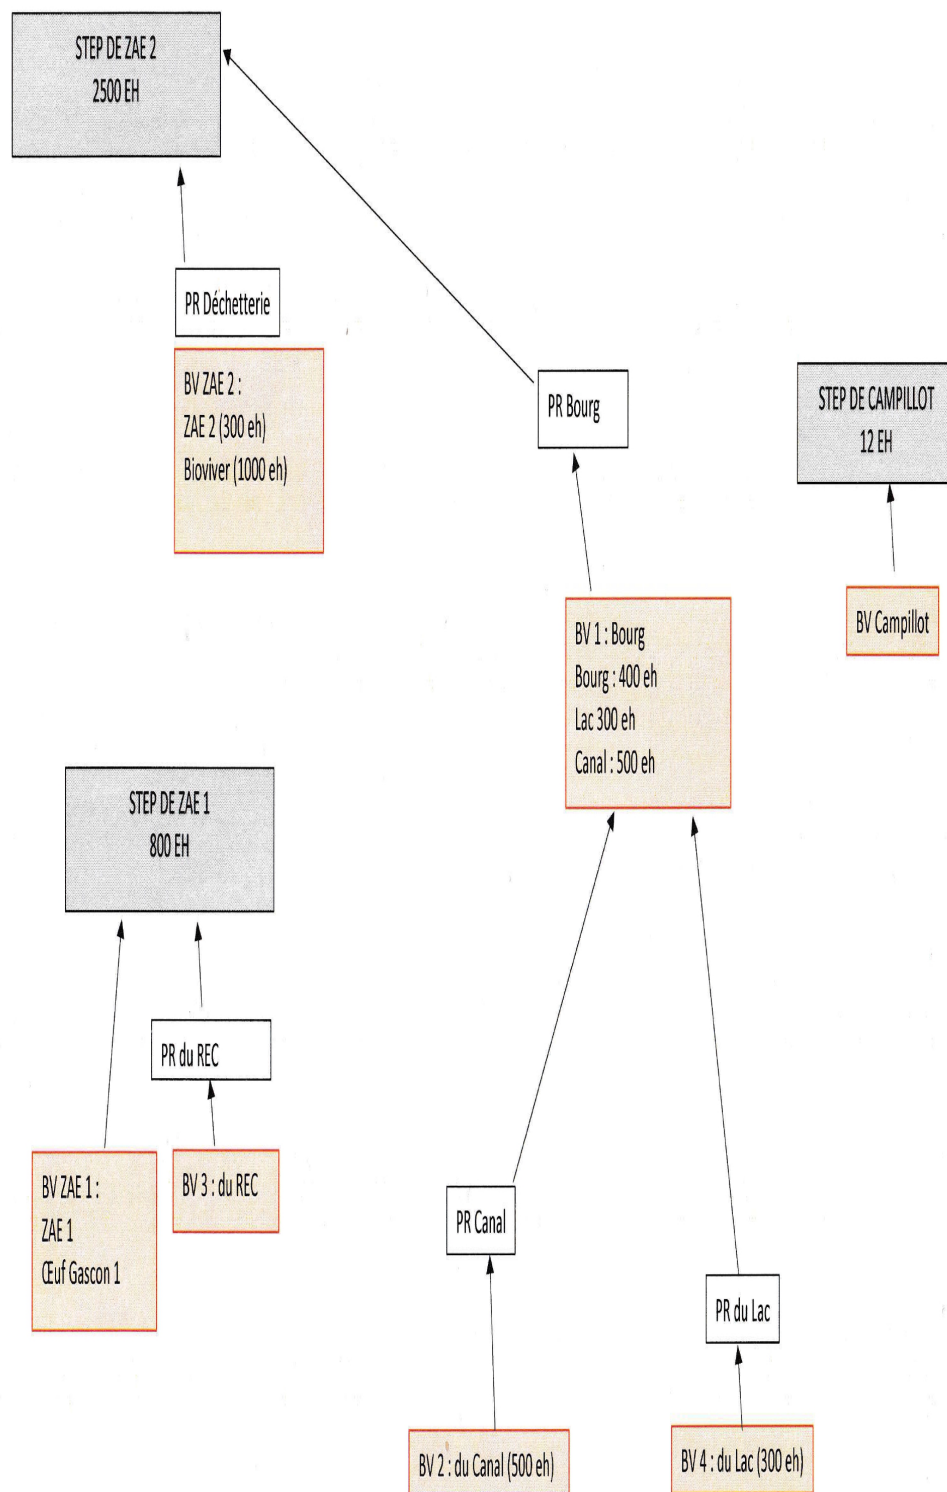 STEP DE ZAE 2
2500 EH
PR Déchetterie
BV ZAE 2 :
ZAE 2 (300 eh)
Bioviver (1000 eh)
PR Bourg
STEP DE CAMPILLOT
12 EH
BV Campillot
BV 1 : Bourg
Bourg : 400 eh
Lac 300 eh
Canal : 500 eh
STEP DE ZAE 1
800 EH
PR du REC
BV ZAE 1 :
ZAE 1
Œuf Gascon 1
BV 3 : du REC
PR Canal
PR du Lac
BV 2 : du Canal (500 eh)
BV 4 : du Lac (300 eh)